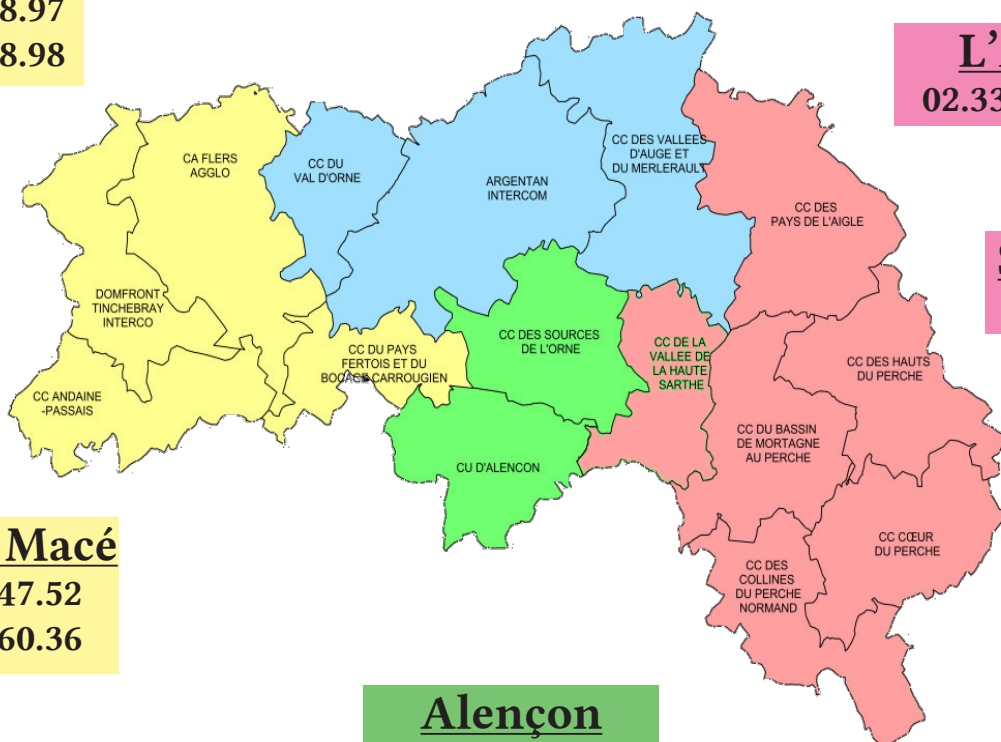 8.97
8.98
L'
02.33
CA FLERS
AGGLO
CC DU
VAL D'ORNE
ARGENTAN
INTERCOM
CC DES VALLEES
D'AUGE ET
DU MERLERAULT
CC DES
PAYS DE L'AIGLE
DOMFRONT
TINCHEBRAY
INTERCO
CC DES SOURCES
DE L'ORNE
CC DU PAYS
FERTOIS ET DU
BOCAGE CARROUGIEN
CC DE LA
VALLEE DE
LA HAUTE
SARTHE
CC DES HAUTS
DU PERCHE
CC ANDAINE
-PASSAIS
CC DU BASSIN
DE MORTAGNE
AU PERCHE
CU D'ALENCON
CC CŒUR
DU PERCHE
CC DES
COLLINES
DU PERCHE
NORMAND
Macé
47.52
60.36
Alençon